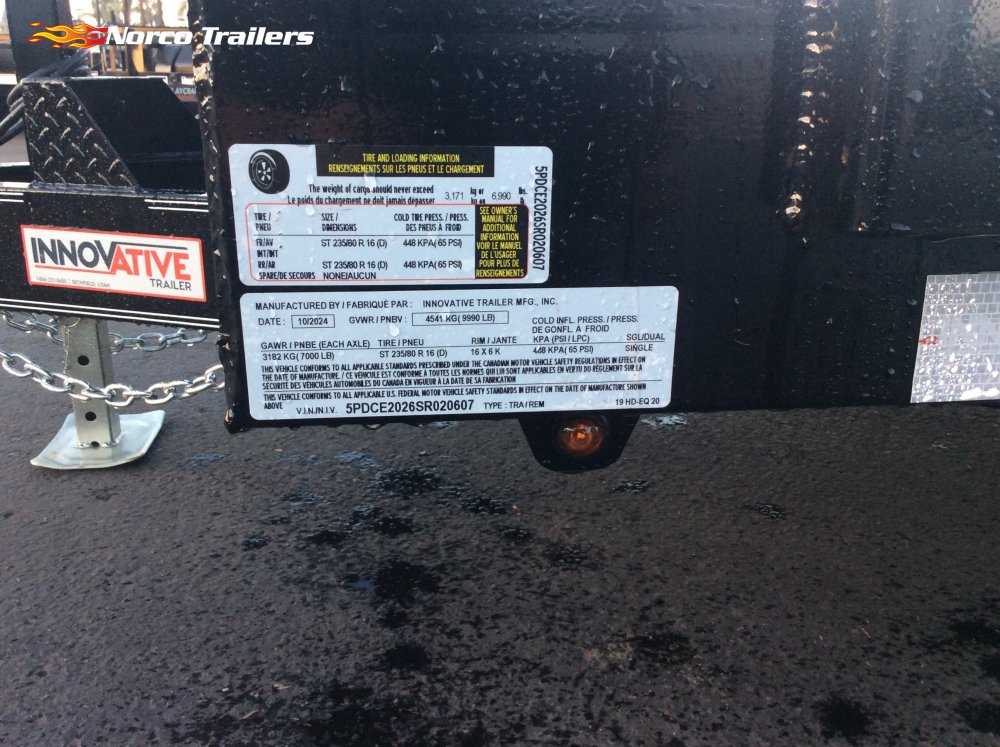 Norco Trailers
TIRE AND LOADING INFORMATION
RENSEIGNEMENTS SUR LES PNEUS ET LE CHARGEMENT
The weight of cargo should never exceed
Le poids du chargement ne doit jamais dépasser
3,171 kg or 6,990 lbs.
kg ou lb.
TIRE / SIZE / COLD TIRE PRESS. / PRESS.
PNEU DIMENSIONS DES PNEUS À FROID
FR/AV ST 235/80 R 16 (D) 448 KPA( 65 PSI)
INT/INT
RR/AR ST 235/80 R 16 (D) 448 KPA( 65 PSI)
SPARE/DE SECOURS NONE/AUCUN
SEE OWNER'S
MANUAL FOR
ADDITIONAL
INFORMATION
VOIR LE MANUEL
DE L'USAGER
POUR PLUS DE
RENSEIGNEMENTS
5PDCE2026SR020607
INNOVATIVE
TRAILER
RICHFIELD, UTAH
MANUFACTURED BY / FABRIQUÉ PAR : INNOVATIVE TRAILER MFG., INC.
DATE : 10/2024 GVWR / PNBV : 4541 KG( 9990 LB)
COLD INFL. PRESS. / PRESS.
DE GONFL. A FROID
GAWR / PNBE (EACH AXLE) TIRE / PNEU RIM / JANTE KPA (PSI / LPC) SGL/DUAL
3182 KG( 7000 LB) ST 235/80 R 16 (D) 16 X 6 K 448 KPA( 65 PSI) SINGLE
THIS VEHICLE CONFORMS TO ALL APPLICABLE STANDARDS PRESCRIBED UNDER THE CANADIAN MOTOR VEHICLE SAFETY REGULATIONS IN EFFECT ON
THE DATE OF MANUFACTURE. / CE VÉHICULE EST CONFORME À TOUTES LES NORMES QUI LUI SONT APPLICABLES EN VERTU DU RÈGLEMENT SUR LA
SÉCURITÉ DES VÉHICULES AUTOMOBILES DU CANADA EN VIGUEUR À LA DATE DE SA FABRICATION
THIS VEHICLE CONFORMS TO ALL APPLICABLE U.S. FEDERAL MOTOR VEHICLE SAFETY STANDARDS IN EFFECT ON THE DATE OF MANUFACTURE SHOWN
ABOVE V.I.N./N.I.V. 5PDCE2026SR020607 TYPE : TRA / REM 19 HD-EQ 20